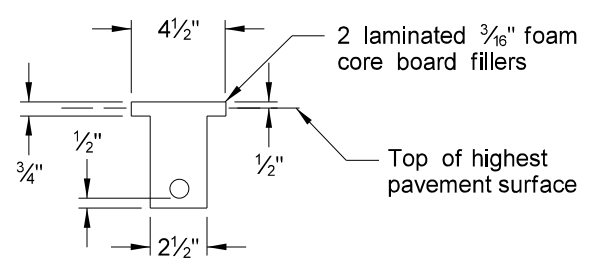 4½"
2 laminated ³⁄₁₆" foam
core board fillers
½"
¾"
½"
Top of highest
pavement surface
2½"